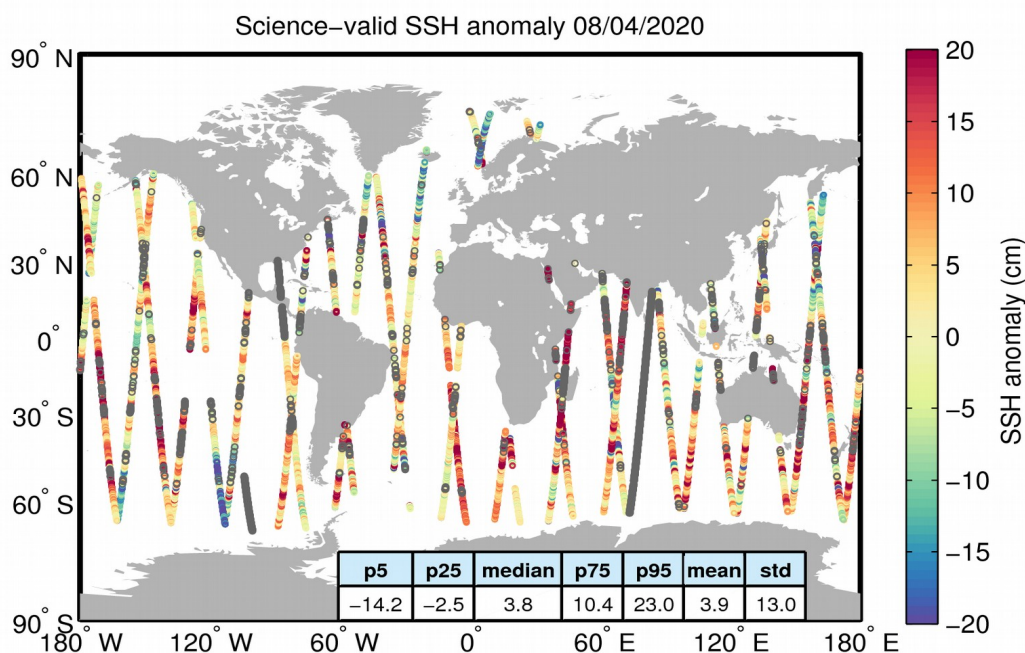 Science−valid SSH anomaly 08/04/2020
90° N
60° N
30° N
0°
30° S
60° S
90° S
180° W
120° W
60° W
0°
60° E
120° E
180° E
p5 p25 median p75 p95 mean std
−14.2 −2.5 3.8 10.4 23.0 3.9 13.0
20
15
10
5
0
−5
−10
−15
−20
SSH anomaly (cm)